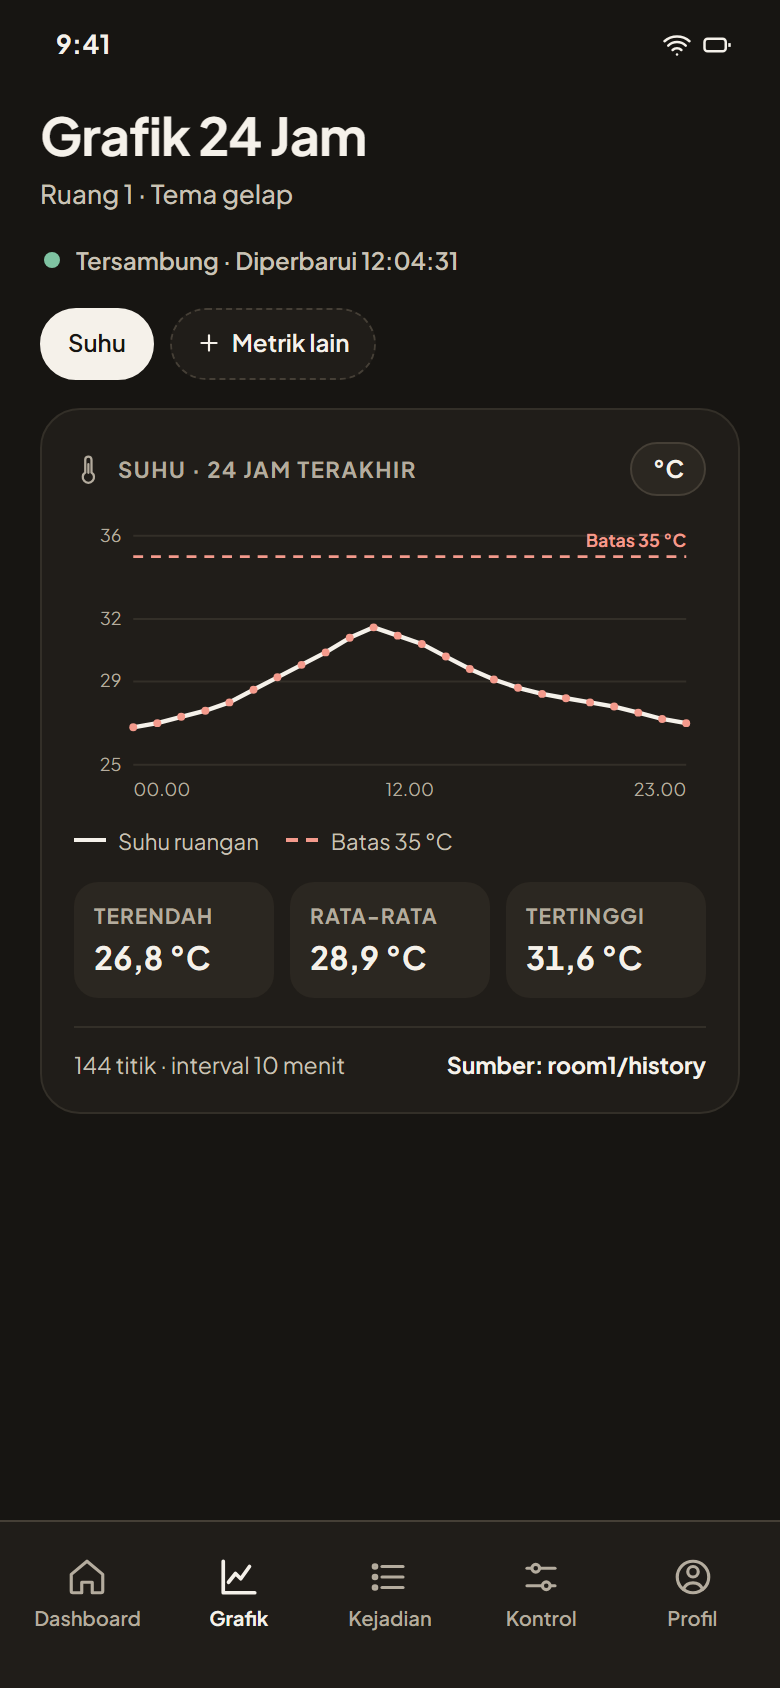 9:41
Grafik 24 Jam
Ruang 1 · Tema gelap
Tersambung · Diperbarui 12:04:31
Suhu
+ Metrik lain
SUHU · 24 JAM TERAKHIR
°C
36
Batas 35 °C
32
29
25
00.00 12.00 23.00
Suhu ruangan Batas 35 °C
TERENDAH
26,8 °C
RATA-RATA
28,9 °C
TERTINGGI
31,6 °C
144 titik · interval 10 menit
Sumber: room1/history
Dashboard
Grafik
Kejadian
Kontrol
Profil